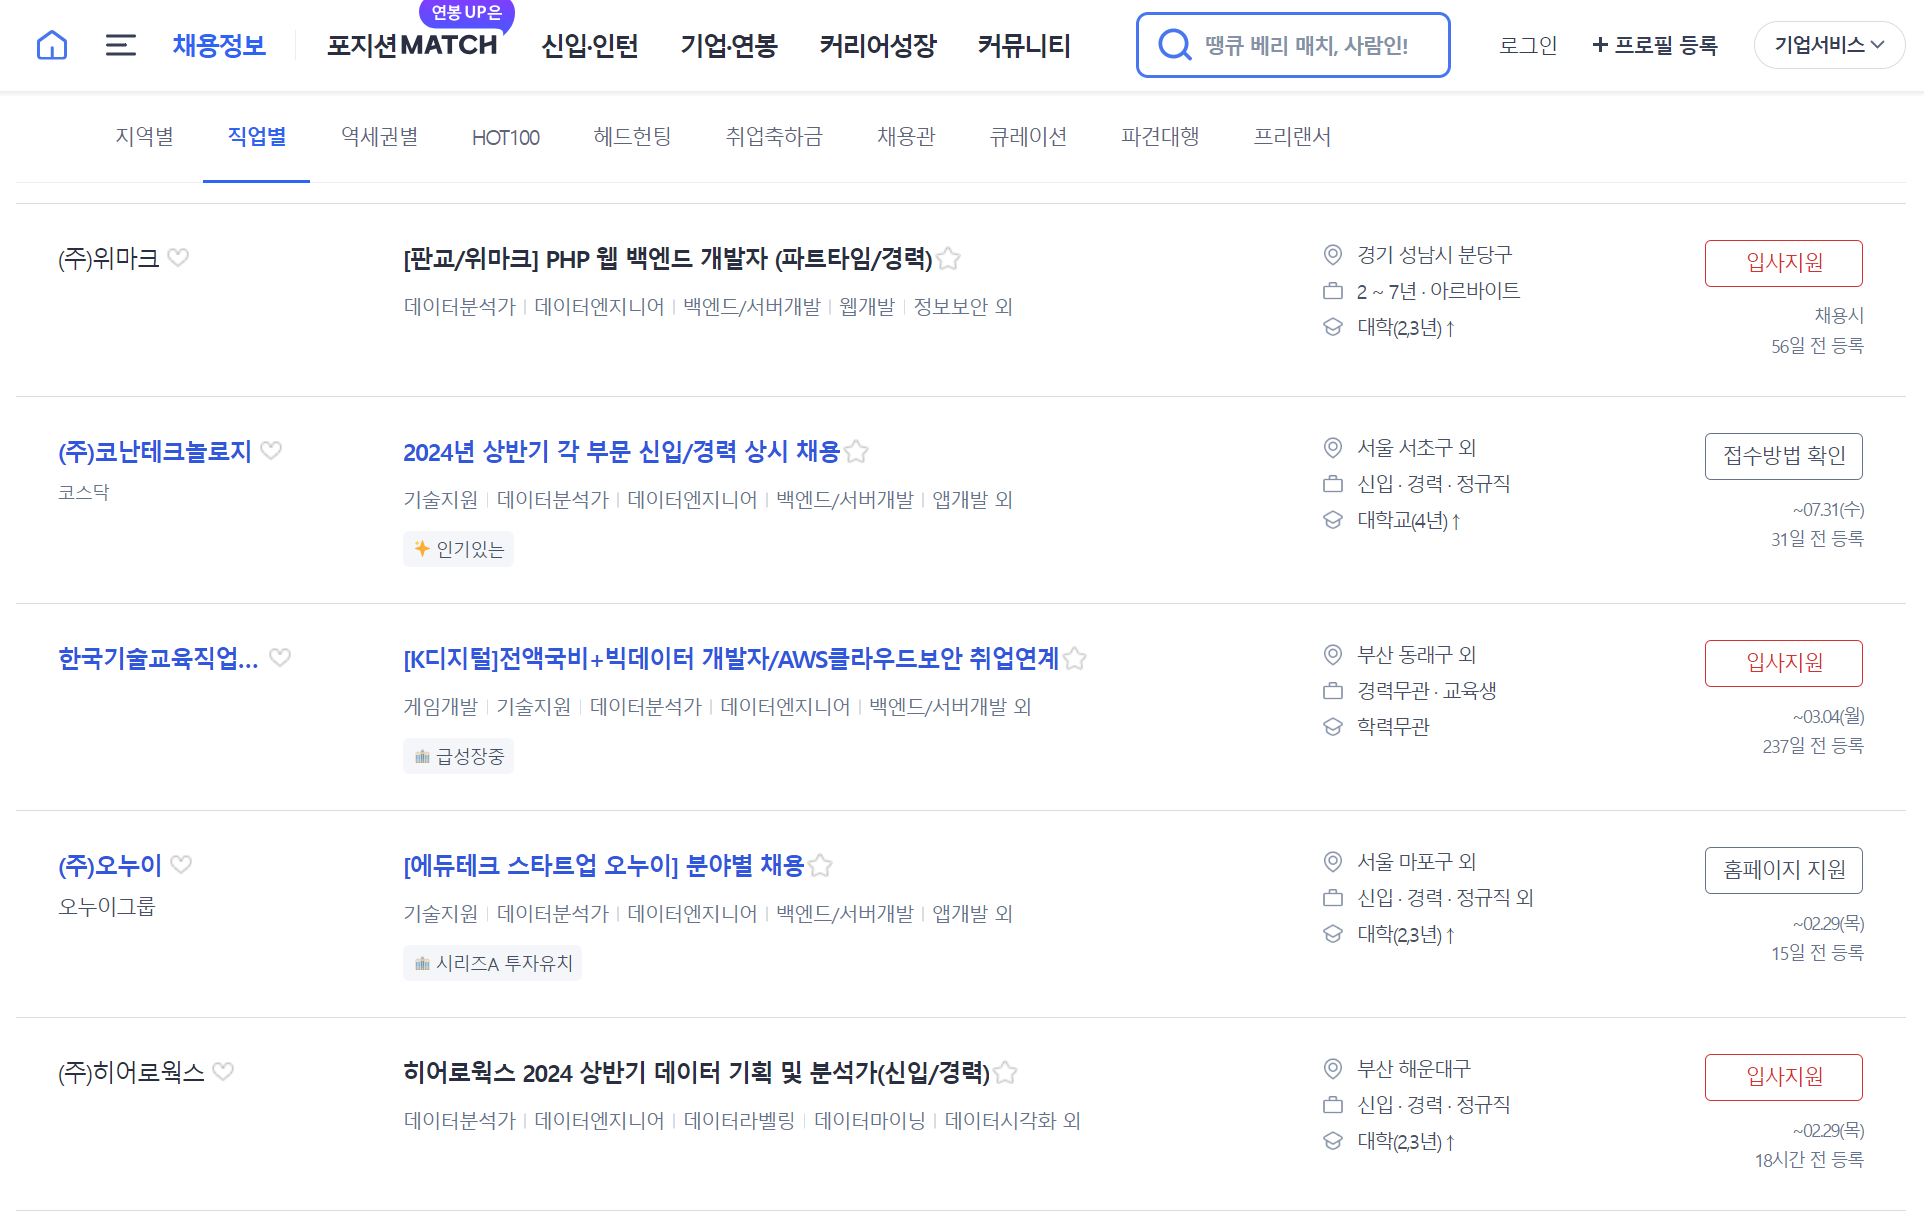 연봉 UP은
채용정보 포지션MATCH 신입·인턴 기업·연봉 커리어성장 커뮤니티 땡큐 베리 매치, 사람인! 로그인 + 프로필 등록 기업서비스
지역별 직업별 역세권별 HOT100 헤드헌팅 취업축하금 채용관 큐레이션 파견대행 프리랜서
(주)위마크
[판교/위마크] PHP 웹 백엔드 개발자 (파트타임/경력)
데이터분석가 | 데이터엔지니어 | 백엔드/서버개발 | 웹개발 | 정보보안 외
경기 성남시 분당구
2 ~ 7년 · 아르바이트
대학(2,3년)↑
입사지원
채용시
56일 전 등록
(주)코난테크놀로지
코스닥
2024년 상반기 각 부문 신입/경력 상시 채용
기술지원 | 데이터분석가 | 데이터엔지니어 | 백엔드/서버개발 | 앱개발 외
인기있는
서울 서초구 외
신입 · 경력 · 정규직
대학교(4년)↑
접수방법 확인
~07.31(수)
31일 전 등록
한국기술교육직업...
[K디지털]전액국비+빅데이터 개발자/AWS클라우드보안 취업연계
게임개발 | 기술지원 | 데이터분석가 | 데이터엔지니어 | 백엔드/서버개발 외
급성장중
부산 동래구 외
경력무관 · 교육생
학력무관
입사지원
~03.04(월)
237일 전 등록
(주)오누이
오누이그룹
[에듀테크 스타트업 오누이] 분야별 채용
기술지원 | 데이터분석가 | 데이터엔지니어 | 백엔드/서버개발 | 앱개발 외
시리즈A 투자유치
서울 마포구 외
신입 · 경력 · 정규직 외
대학(2,3년)↑
홈페이지 지원
~02.29(목)
15일 전 등록
(주)히어로웍스
히어로웍스 2024 상반기 데이터 기획 및 분석가(신입/경력)
데이터분석가 | 데이터엔지니어 | 데이터라벨링 | 데이터마이닝 | 데이터시각화 외
부산 해운대구
신입 · 경력 · 정규직
대학(2,3년)↑
입사지원
~02.29(목)
18시간 전 등록